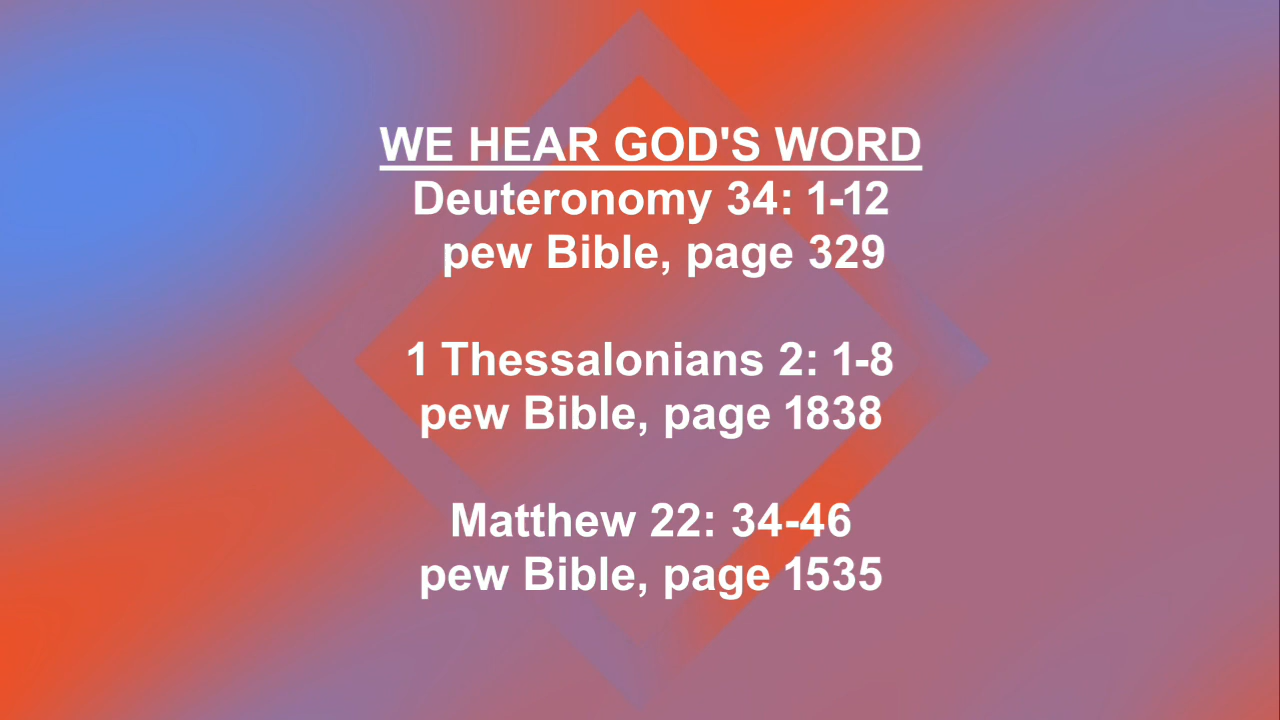 WE HEAR GOD'S WORD
Deuteronomy 34: 1-12
pew Bible, page 329
1 Thessalonians 2: 1-8
pew Bible, page 1838
Matthew 22: 34-46
pew Bible, page 1535